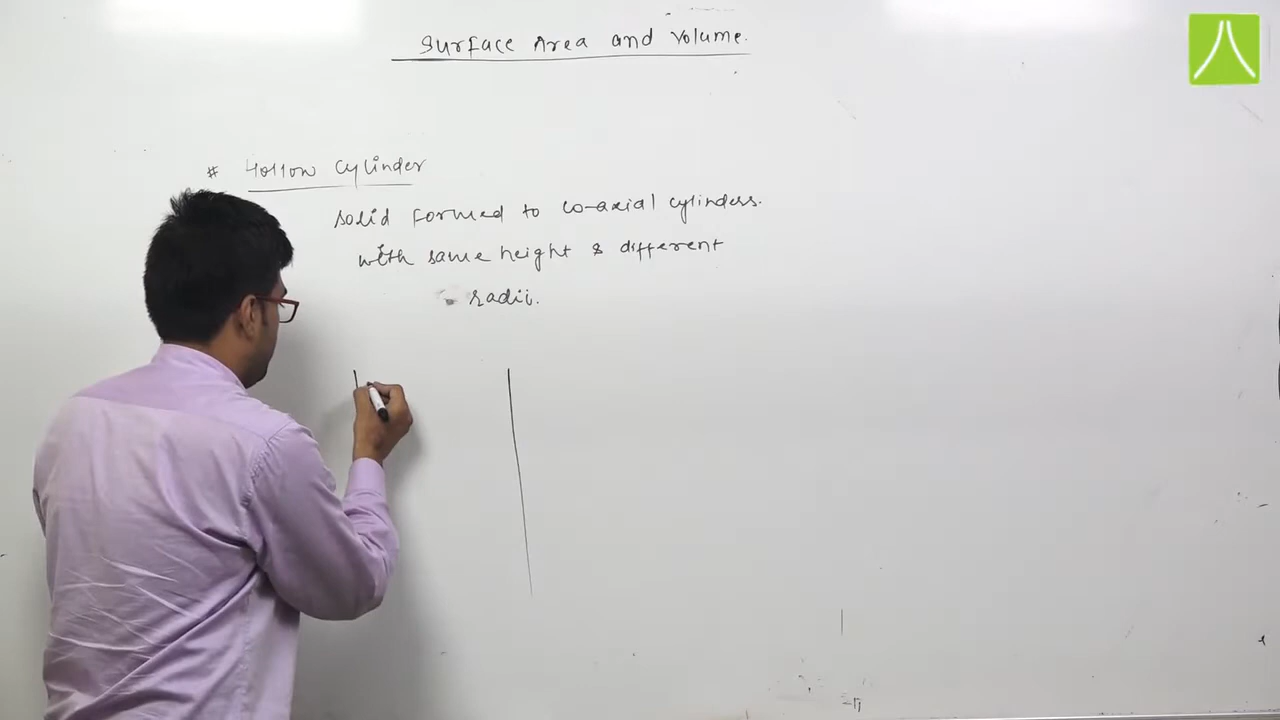 Surface Area and Volume.
# Hollow Cylinder
solid formed to co-axial cylinders.
with same height & different
radii.